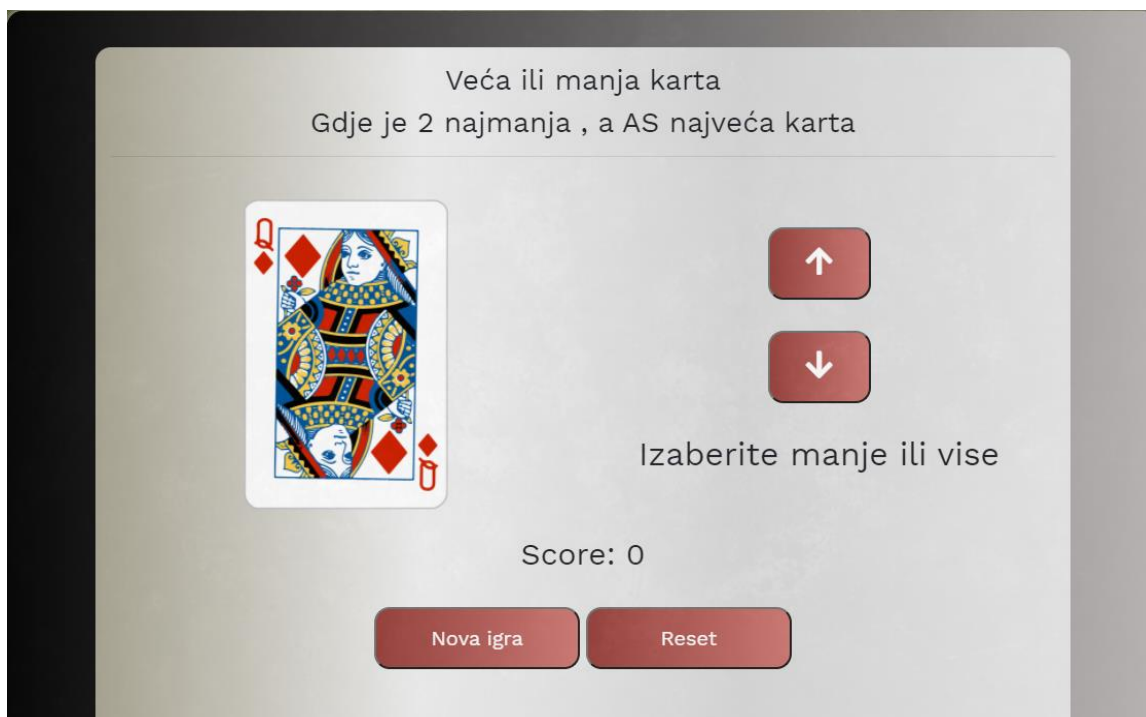 Veća ili manja karta
Gdje je 2 najmanja , a AS najveća karta
Q
Q
Izaberite manje ili vise
Score: 0
Nova igra
Reset